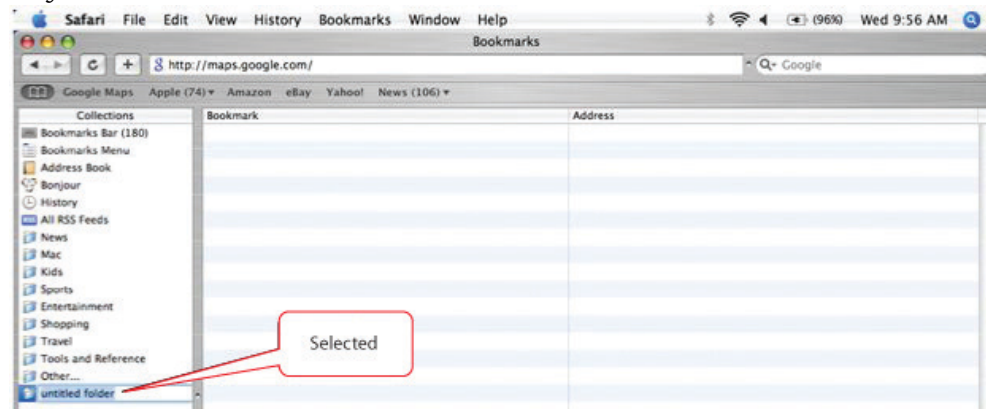 Safari File Edit View History Bookmarks Window Help (96%) Wed 9:56 AM
Bookmarks
http://maps.google.com/ Google
Google Maps Apple (74) Amazon eBay Yahoo! News (106)
Collections Bookmark Address
Bookmarks Bar (180)
Bookmarks Menu
Address Book
Bonjour
History
All RSS Feeds
News
Mac
Kids
Sports
Entertainment
Shopping
Travel
Selected
Tools and Reference
Other...
untitled folder